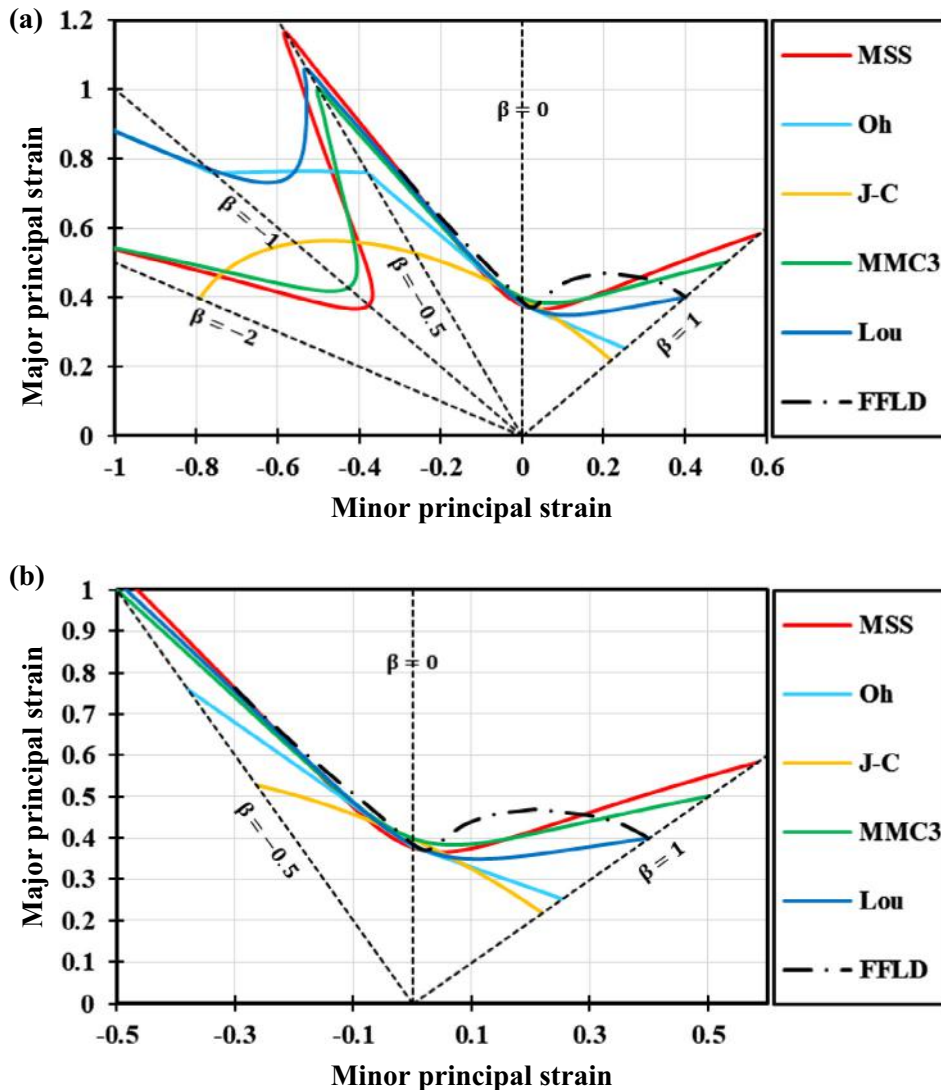 (a)
1.2
1
0.8
0.6
0.4
0.2
0
-1
-0.8
-0.6
-0.4
-0.2
0
0.2
0.4
0.6
Major principal strain
Minor principal strain
β = 0
β = −1
β = −0.5
β = −2
β = 1
MSS
Oh
J-C
MMC3
Lou
FFLD
(b)
1
0.9
0.8
0.7
0.6
0.5
0.4
0.3
0.2
0.1
0
-0.5
-0.3
-0.1
0.1
0.3
0.5
Major principal strain
Minor principal strain
β = 0
β = −0.5
β = 1
MSS
Oh
J-C
MMC3
Lou
FFLD